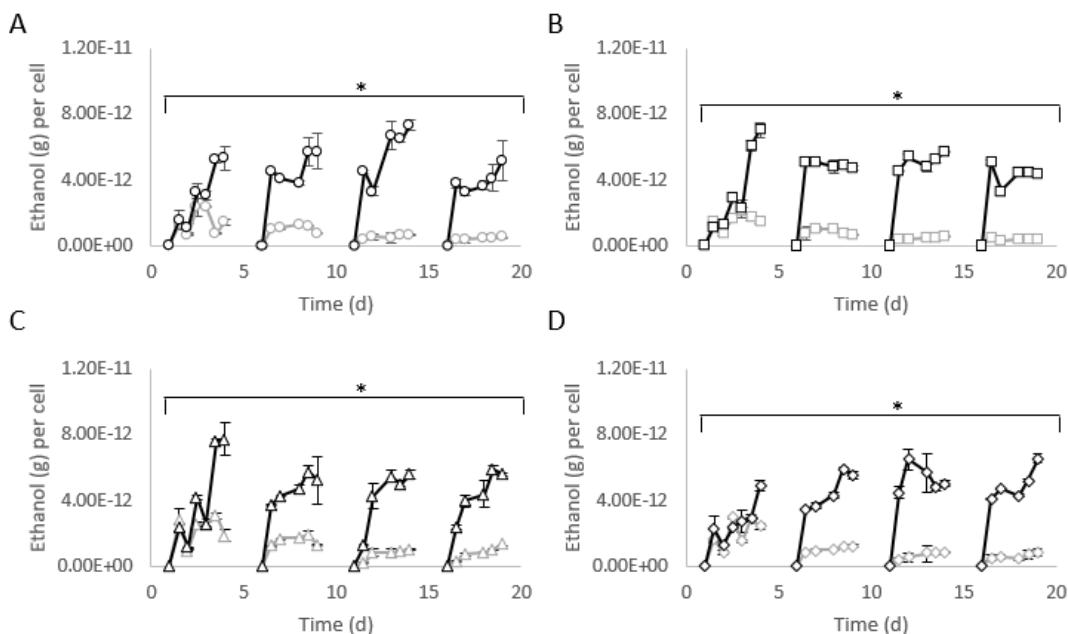 A
1.20E-11
8.00E-12
4.00E-12
0.00E+00
Ethanol (g) per cell
*
0 5 10 15 20
Time (d)
B
1.20E-11
8.00E-12
4.00E-12
0.00E+00
Ethanol (g) per cell
*
0 5 10 15 20
Time (d)
C
1.20E-11
8.00E-12
4.00E-12
0.00E+00
Ethanol (g) per cell
*
0 5 10 15 20
Time (d)
D
1.20E-11
8.00E-12
4.00E-12
0.00E+00
Ethanol (g) per cell
*
0 5 10 15 20
Time (d)